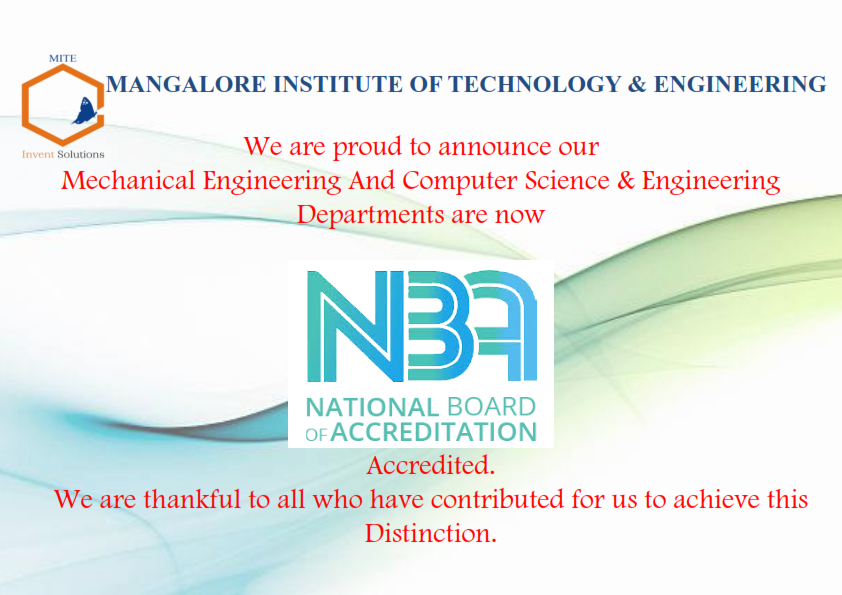 MITE
MANGALORE INSTITUTE OF TECHNOLOGY & ENGINEERING
Invent Solutions
We are proud to announce our
Mechanical Engineering And Computer Science & Engineering
Departments are now
NBA
NATIONAL BOARD
OF ACCREDITATION
Accredited.
We are thankful to all who have contributed for us to achieve this
Distinction.